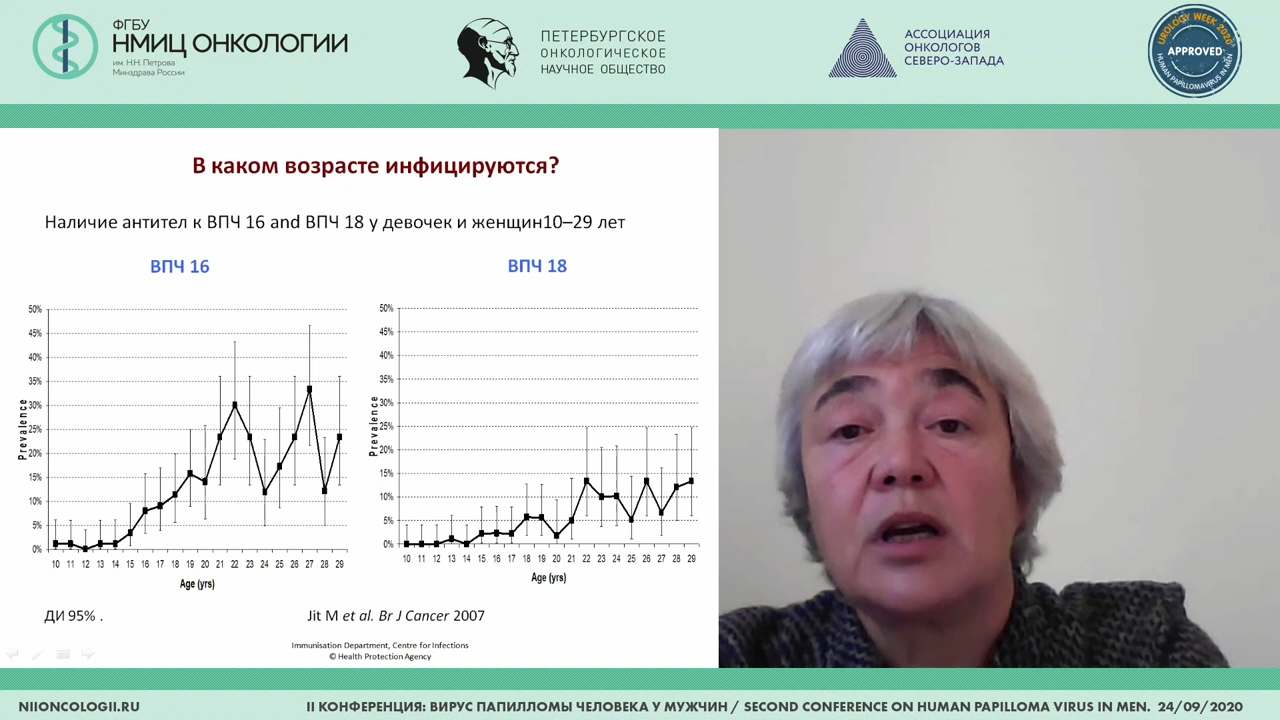 ФГБУ
НМИЦ ОНКОЛОГИИ
им. Н.Н. Петрова
Минздрава России
ПЕТЕРБУРГСКОЕ
ОНКОЛОГИЧЕСКОЕ
НАУЧНОЕ ОБЩЕСТВО
АССОЦИАЦИЯ
ОНКОЛОГОВ
СЕВЕРО-ЗАПАДА
UROLOGY WEEK 2020
APPROVED
HUMAN PAPILLOMAVIRUS IN MEN
В каком возрасте инфицируются?
Наличие антител к ВПЧ 16 and ВПЧ 18 у девочек и женщин10–29 лет
ВПЧ 16
50%
45%
40%
35%
30%
25%
20%
15%
10%
5%
0%
Prevalence
10 11 12 13 14 15 16 17 18 19 20 21 22 23 24 25 26 27 28 29
Age (yrs)
ВПЧ 18
50%
45%
40%
35%
30%
25%
20%
15%
10%
5%
0%
Prevalence
10 11 12 13 14 15 16 17 18 19 20 21 22 23 24 25 26 27 28 29
Age (yrs)
ДИ 95% .
Jit M et al. Br J Cancer 2007
Immunisation Department, Centre for Infections
© Health Protection Agency
NIIONCOLOGII.RU
II КОНФЕРЕНЦИЯ: ВИРУС ПАПИЛЛОМЫ ЧЕЛОВЕКА У МУЖЧИН / SECOND CONFERENCE ON HUMAN PAPILLOMA VIRUS IN MEN. 24/09/2020